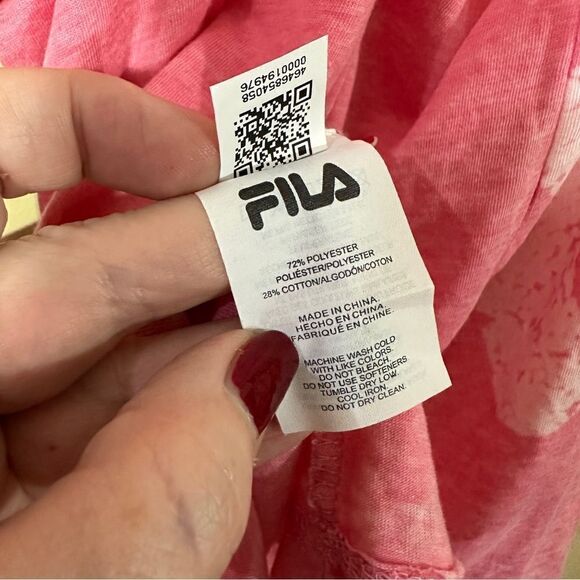 4646854058
0000194976
FILA
72% POLYESTER
POLIÉSTER/POLYESTER
28% COTTON/ALGODÓN/COTON
MADE IN CHINA.
HECHO EN CHINA.
FABRIQUÉ EN CHINE.
MACHINE WASH COLD
WITH LIKE COLORS.
DO NOT BLEACH.
DO NOT USE SOFTENERS.
TUMBLE DRY LOW.
COOL IRON.
DO NOT DRY CLEAN.